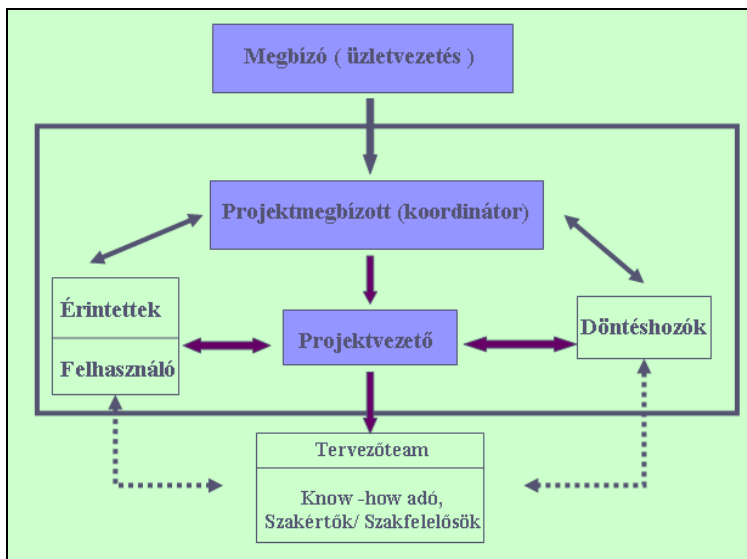 Megbízó ( üzletvezetés )
Projektmegbízott (koordinátor)
Érintettek
Felhasználó
Projektvezető
Döntéshozók
Tervezőteam
Know -how adó,
Szakértők/ Szakfelelősök